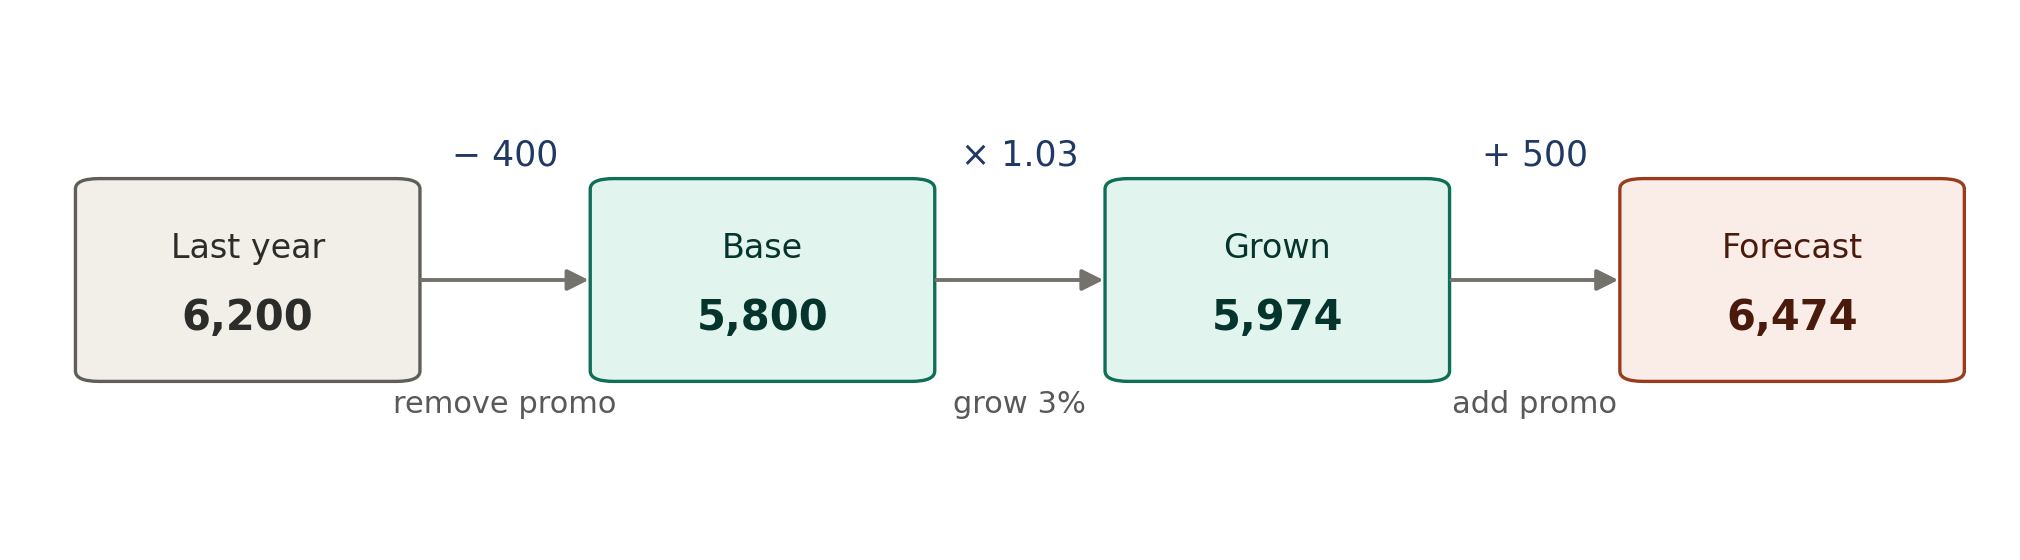 − 400
× 1.03
+ 500
Last year
6,200
Base
5,800
Grown
5,974
Forecast
6,474
remove promo
grow 3%
add promo